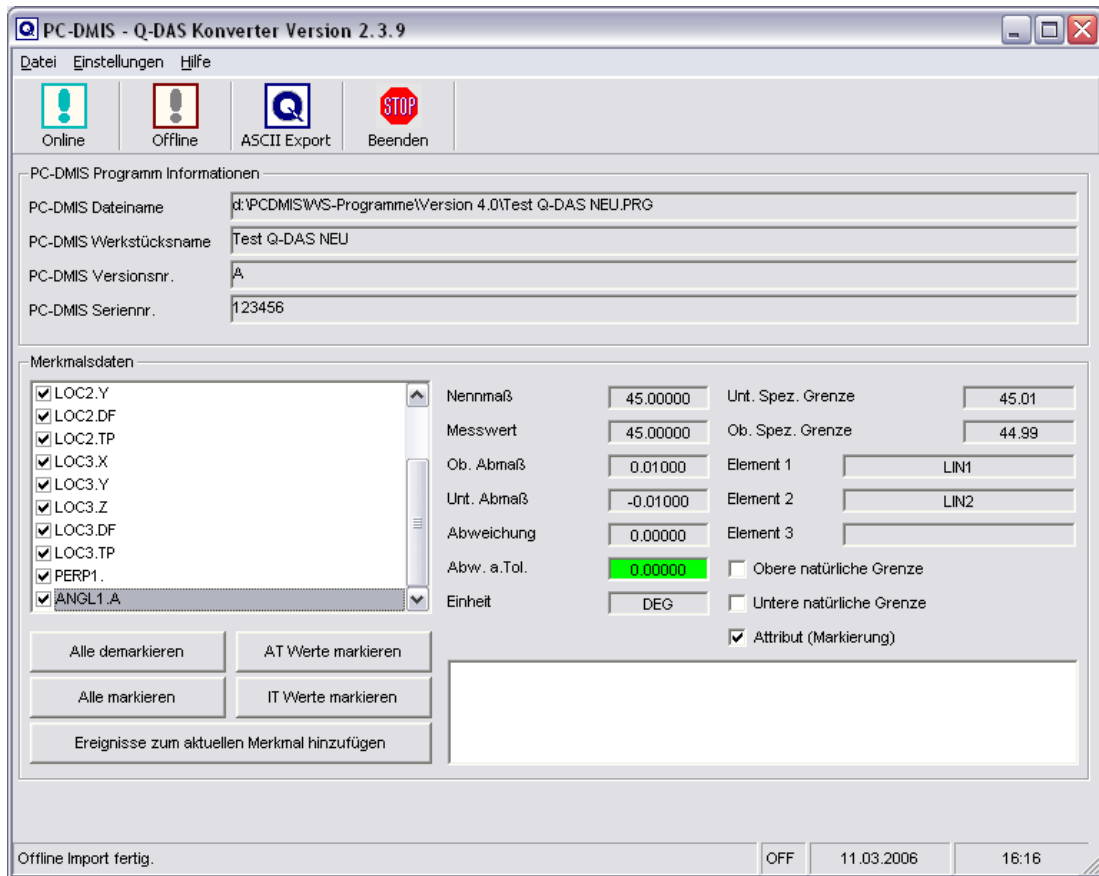 PC-DMIS - Q-DAS Konverter Version 2.3.9
Datei Einstellungen Hilfe
Online Offline ASCII Export STOP Beenden
PC-DMIS Programm Informationen
PC-DMIS Dateiname d:\PCDMIS\WS-Programme\Version 4.0\Test Q-DAS NEU.PRG
PC-DMIS Werkstücksname Test Q-DAS NEU
PC-DMIS Versionsnr. A
PC-DMIS Seriennr. 123456
Merkmalsdaten
LOC2.Y
LOC2.DF
LOC2.TP
LOC3.X
LOC3.Y
LOC3.Z
LOC3.DF
LOC3.TP
PERP1.
ANGL1.A
Nennmaß 45.00000
Messwert 45.00000
Ob. Abmaß 0.01000
Unt. Abmaß -0.01000
Abweichung 0.00000
Abw. a.Tol. 0.00000
Einheit DEG
Unt. Spez. Grenze 45.01
Ob. Spez. Grenze 44.99
Element 1 LIN1
Element 2 LIN2
Element 3
Obere natürliche Grenze
Untere natürliche Grenze
Attribut (Markierung)
Alle demarkieren AT Werte markieren
Alle markieren IT Werte markieren
Ereignisse zum aktuellen Merkmal hinzufügen
Offline Import fertig. OFF 11.03.2006 16:16